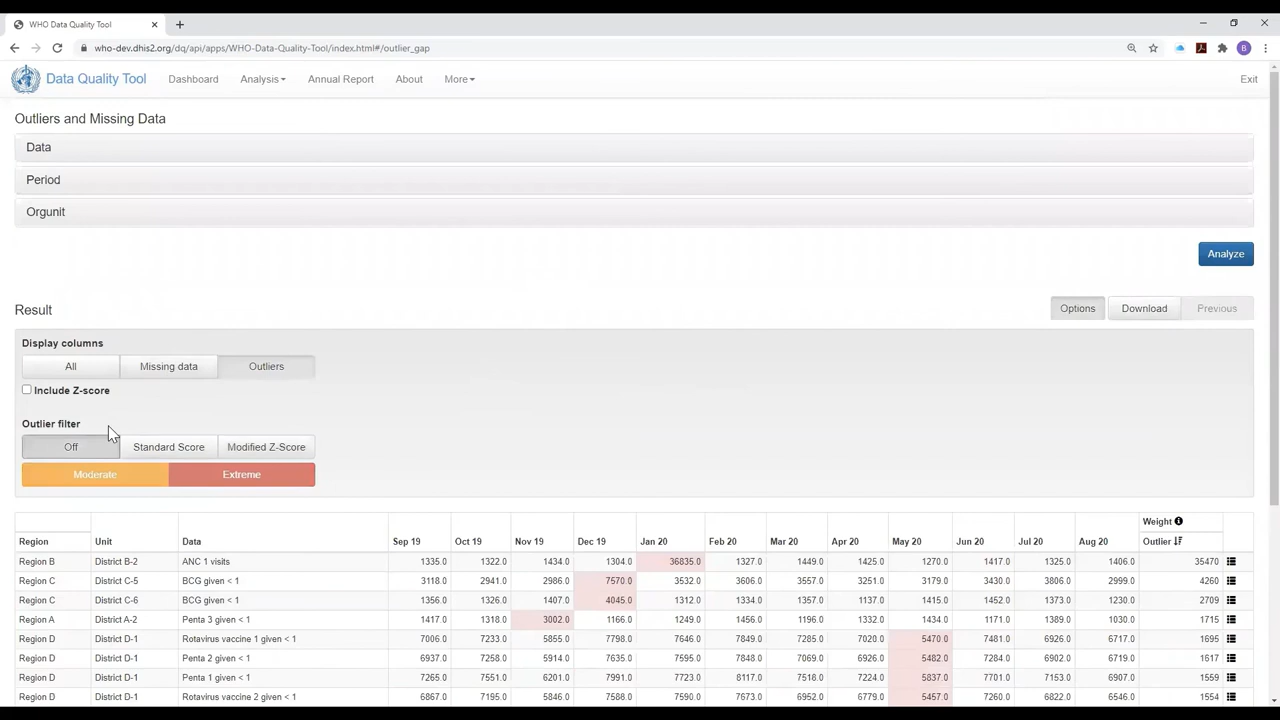 WHO Data Quality Tool
who-dev.dhis2.org/dq/api/apps/WHO-Data-Quality-Tool/index.html#/outlier_gap
B
Data Quality Tool Dashboard Analysis Annual Report About More Exit
Outliers and Missing Data
Data
Period
Orgunit
Analyze
Result Options Download Previous
Display columns
All Missing data Outliers
Include Z-score
Outlier filter
Off Standard Score Modified Z-Score
Moderate Extreme
Weight
Region Unit Data Sep 19 Oct 19 Nov 19 Dec 19 Jan 20 Feb 20 Mar 20 Apr 20 May 20 Jun 20 Jul 20 Aug 20 Outlier
Region B District B-2 ANC 1 visits 1335.0 1322.0 1434.0 1304.0 36835.0 1327.0 1449.0 1425.0 1270.0 1417.0 1325.0 1406.0 35470
Region C District C-5 BCG given < 1 3118.0 2941.0 2986.0 7570.0 3532.0 3606.0 3557.0 3251.0 3179.0 3430.0 3806.0 2999.0 4260
Region C District C-6 BCG given < 1 1356.0 1326.0 1407.0 4045.0 1312.0 1334.0 1357.0 1137.0 1415.0 1452.0 1373.0 1230.0 2709
Region A District A-2 Penta 3 given < 1 1417.0 1318.0 3002.0 1166.0 1249.0 1456.0 1196.0 1332.0 1434.0 1171.0 1389.0 1030.0 1715
Region D District D-1 Rotavirus vaccine 1 given < 1 7006.0 7233.0 5855.0 7798.0 7646.0 7849.0 7285.0 7020.0 5470.0 7481.0 6926.0 6717.0 1695
Region D District D-1 Penta 2 given < 1 6937.0 7258.0 5914.0 7635.0 7595.0 7848.0 7069.0 6926.0 5482.0 7284.0 6902.0 6719.0 1617
Region D District D-1 Penta 1 given < 1 7265.0 7551.0 6201.0 7991.0 7723.0 8117.0 7518.0 7224.0 5837.0 7701.0 7153.0 6907.0 1559
Region D District D-1 Rotavirus vaccine 2 given < 1 6867.0 7195.0 5846.0 7588.0 7590.0 7673.0 6952.0 6779.0 5457.0 7260.0 6822.0 6546.0 1554